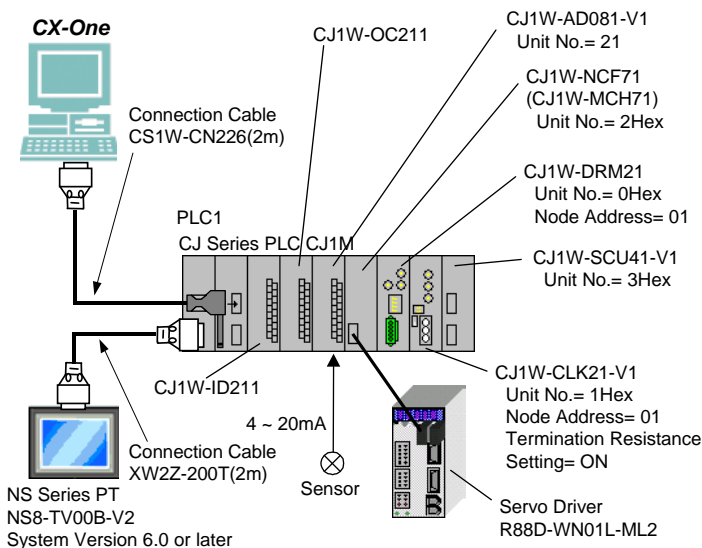 CX-One
CJ1W-OC211
CJ1W-AD081-V1
Unit No.= 21
CJ1W-NCF71
(CJ1W-MCH71)
Unit No.= 2Hex
Connection Cable
CS1W-CN226(2m)
CJ1W-DRM21
Unit No.= 0Hex
Node Address= 01
PLC1
CJ Series PLC CJ1M
CJ1W-SCU41-V1
Unit No.= 3Hex
CJ1W-ID211
CJ1W-CLK21-V1
Unit No.= 1Hex
Node Address= 01
Termination Resistance
Setting= ON
4 ~ 20mA
Connection Cable
XW2Z-200T(2m)
Sensor
NS Series PT
NS8-TV00B-V2
System Version 6.0 or later
Servo Driver
R88D-WN01L-ML2